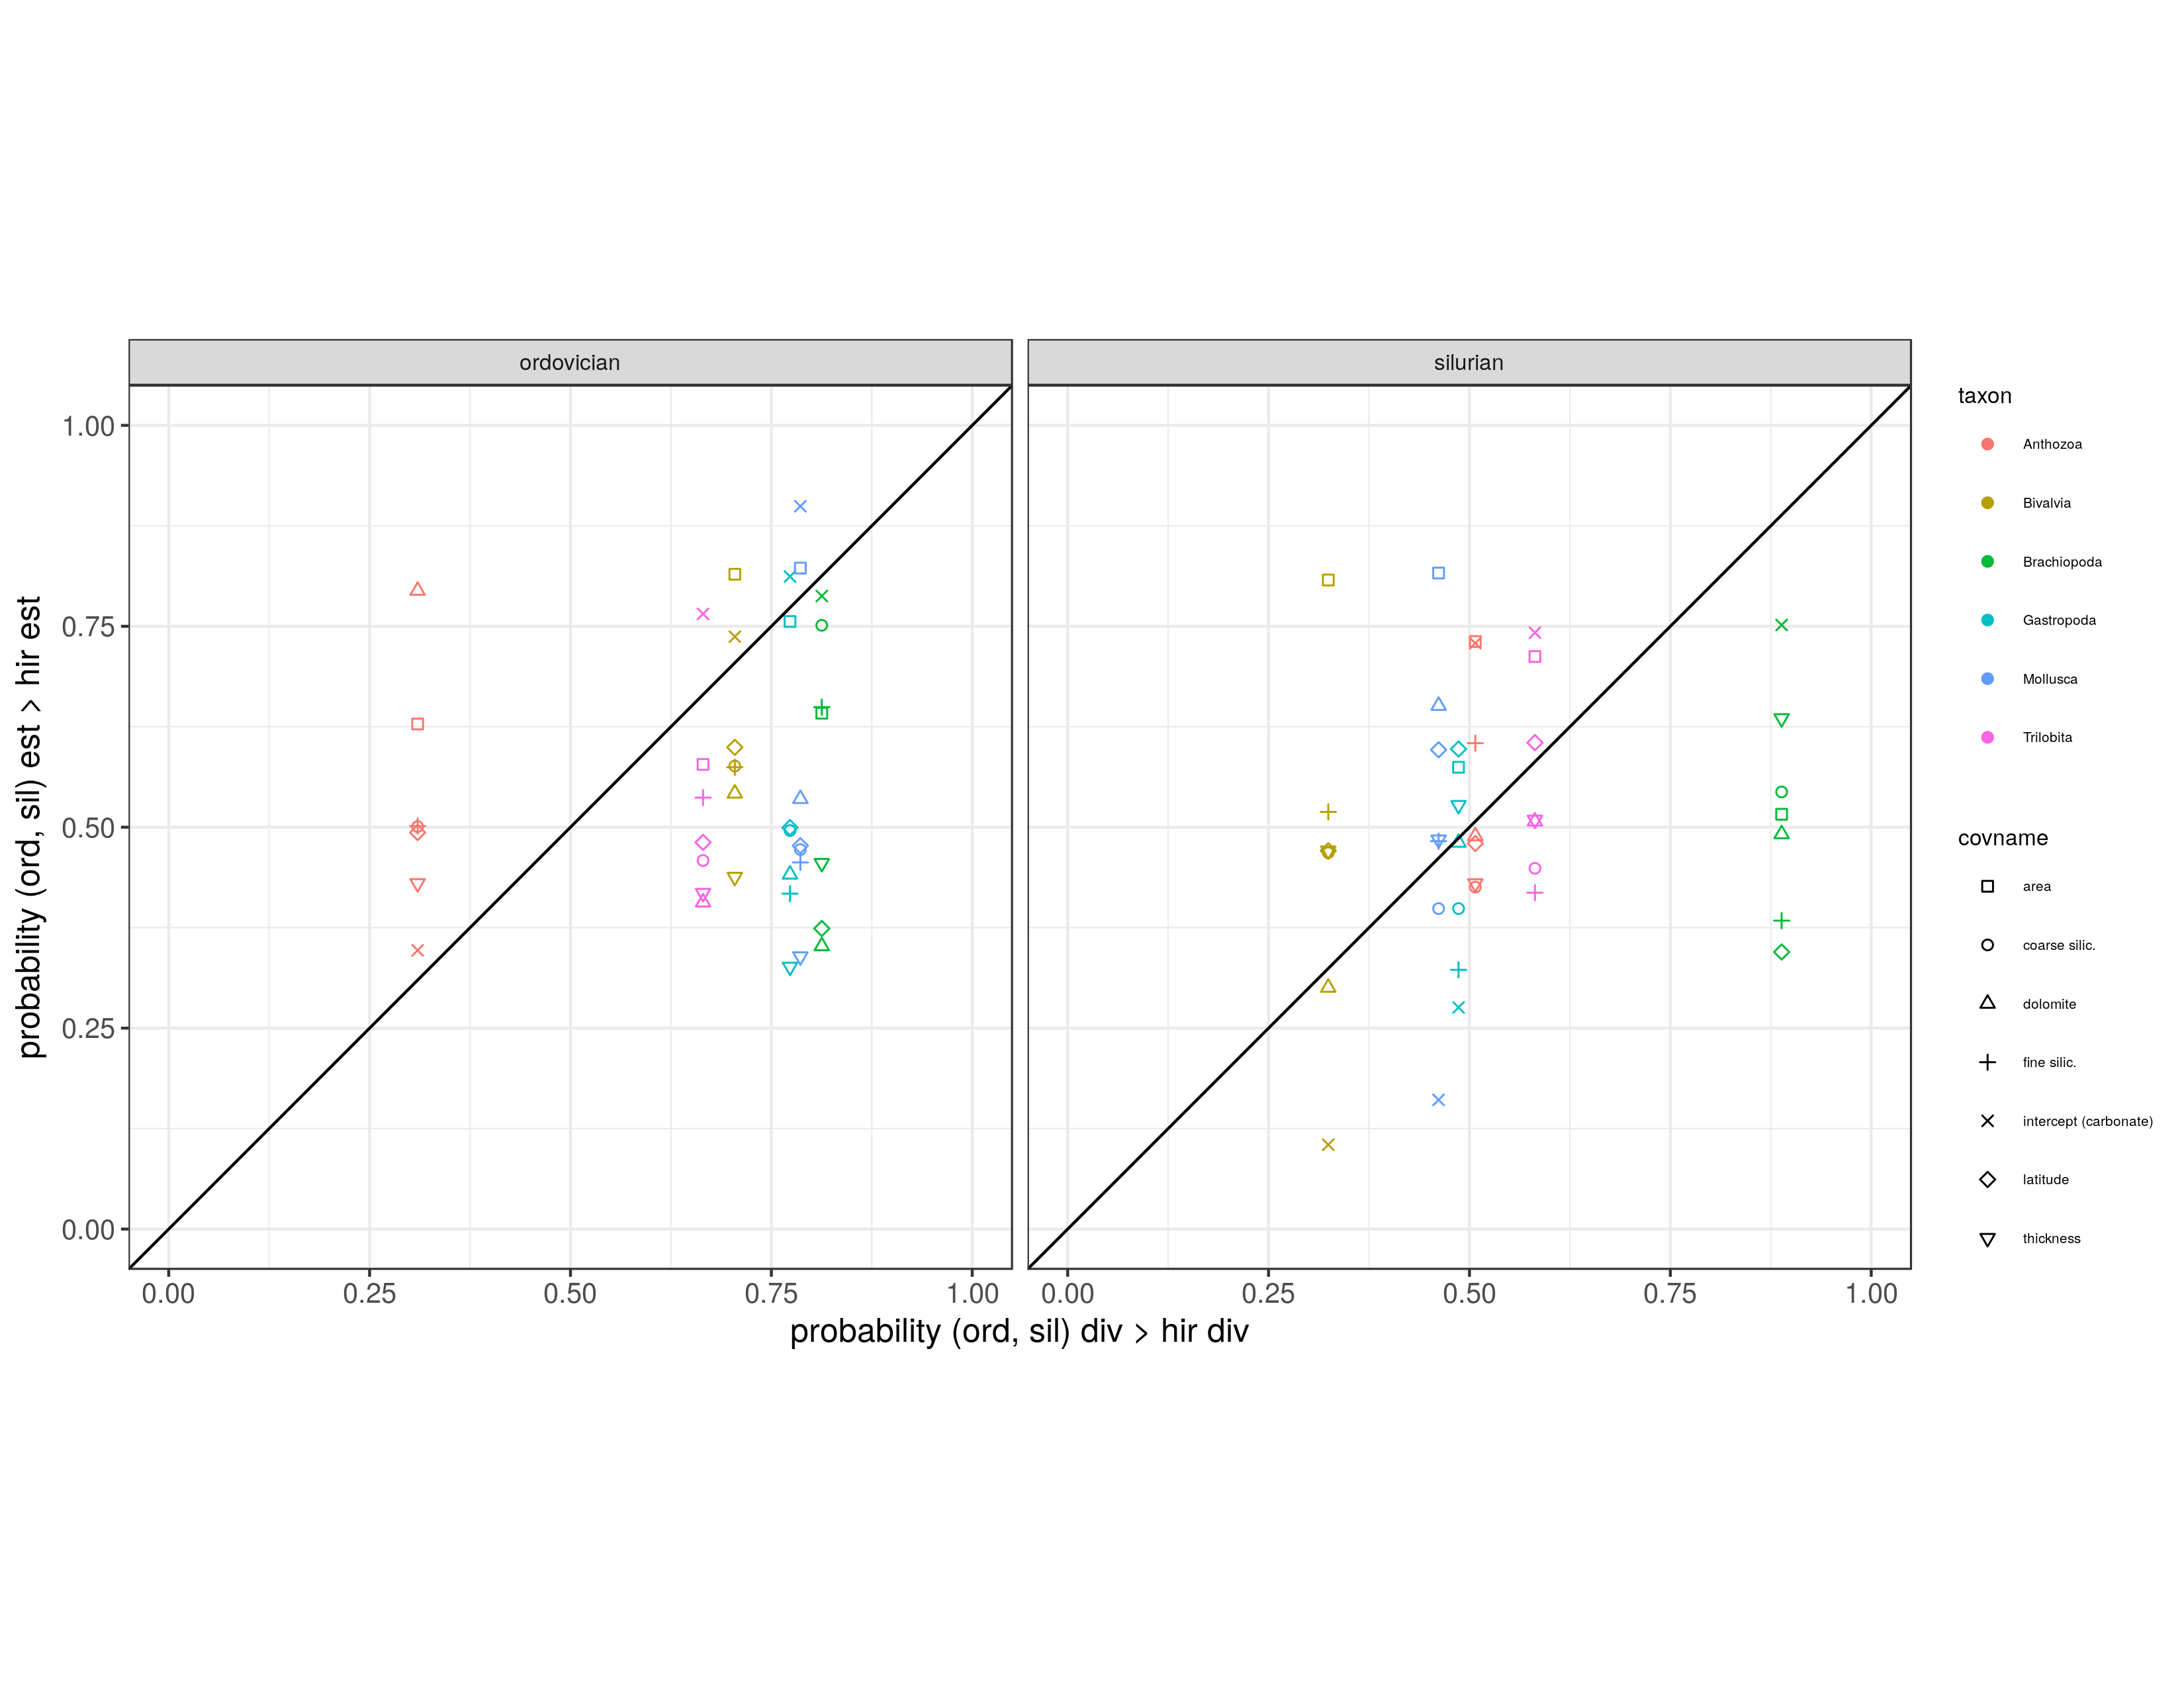 ordovician
silurian
probability (ord, sil) est > hir est
1.00
0.75
0.50
0.25
0.00
0.00 0.25 0.50 0.75 1.00
0.00 0.25 0.50 0.75 1.00
probability (ord, sil) div > hir div
taxon
Anthozoa
Bivalvia
Brachiopoda
Gastropoda
Mollusca
Trilobita
covname
area
coarse silic.
dolomite
fine silic.
intercept (carbonate)
latitude
thickness